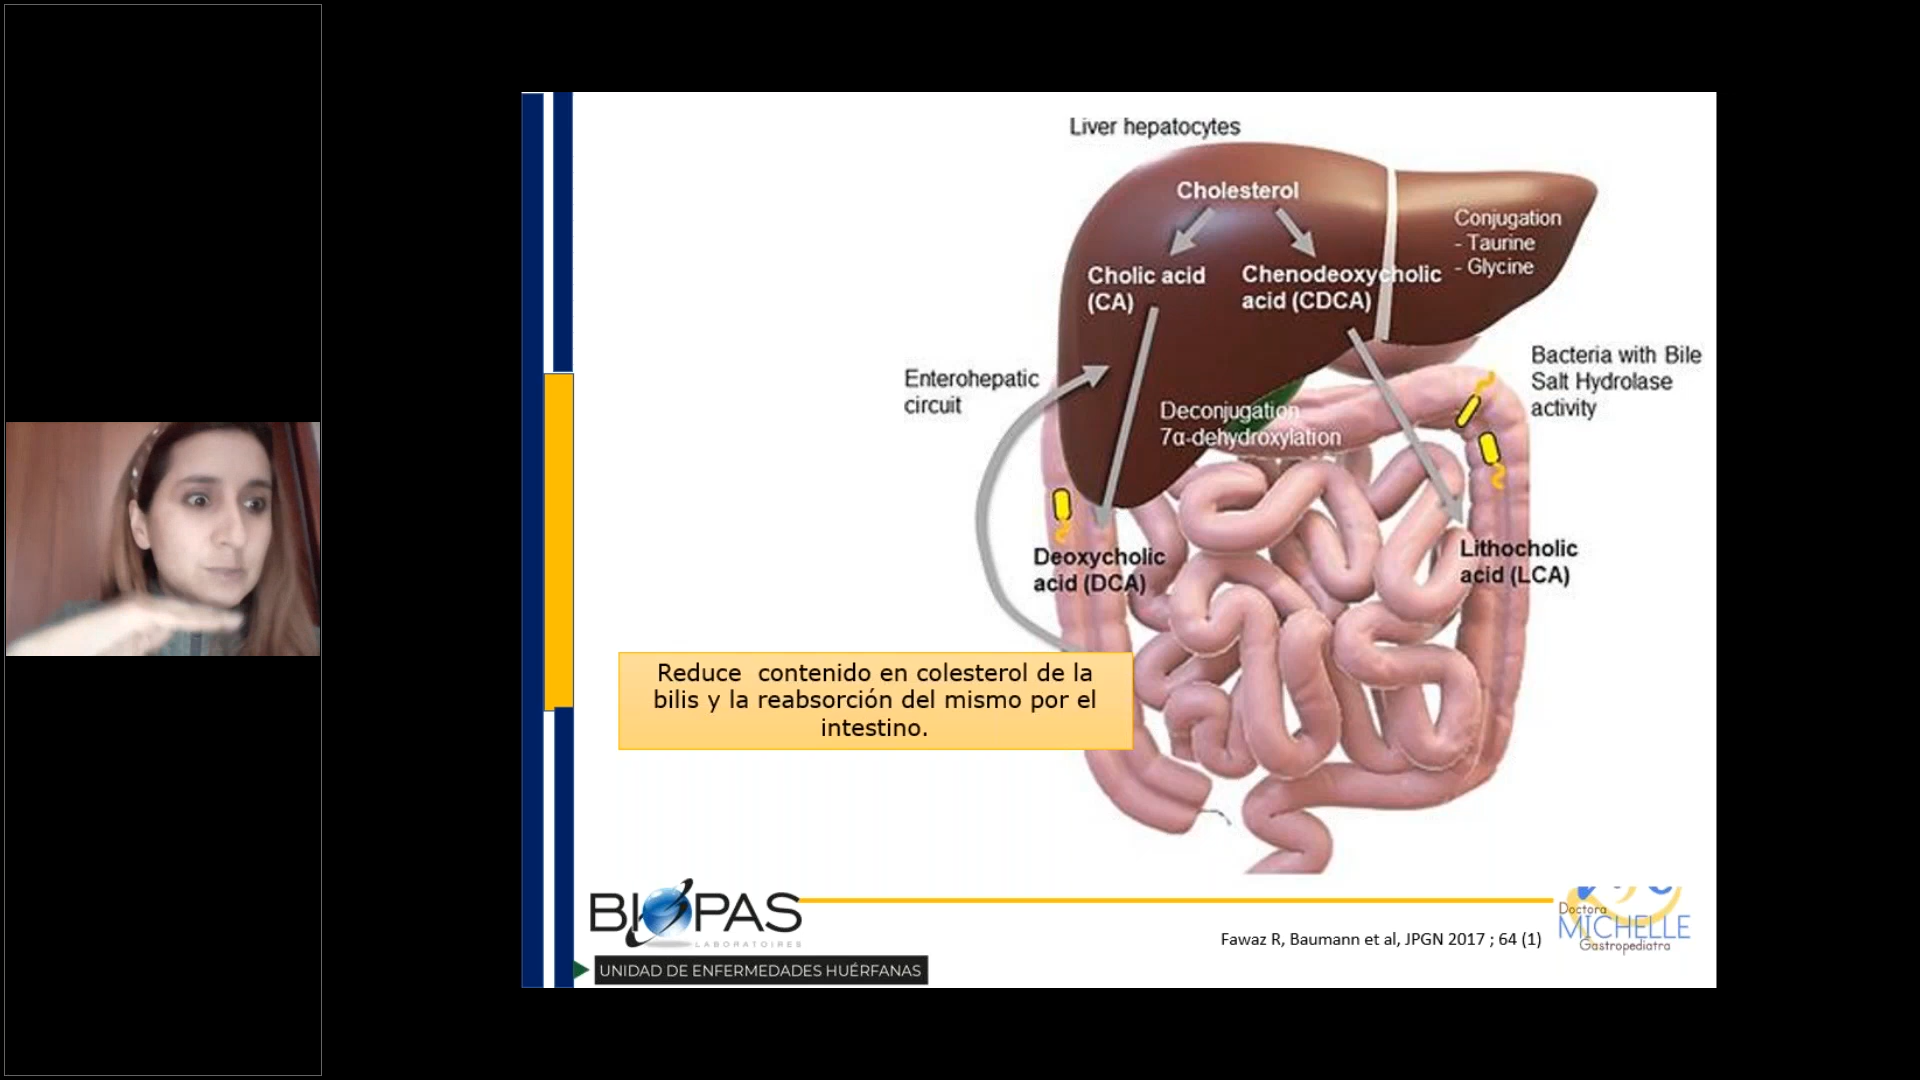 Liver hepatocytes
Cholesterol
Conjugation
- Taurine
- Glycine
Cholic acid
(CA)
Chenodeoxycholic
acid (CDCA)
Bacteria with Bile
Salt Hydrolase
activity
Enterohepatic
circuit
Deconjugation
7α-dehydroxylation
Deoxycholic
acid (DCA)
Lithocholic
acid (LCA)
Reduce  contenido en colesterol de la
bilis y la reabsorción del mismo por el
intestino.
BIOPAS
LABORATOIRES
UNIDAD DE ENFERMEDADES HUÉRFANAS
Fawaz R, Baumann et al, JPGN 2017 ; 64 (1)
Doctora
MICHELLE
Gastropediatra